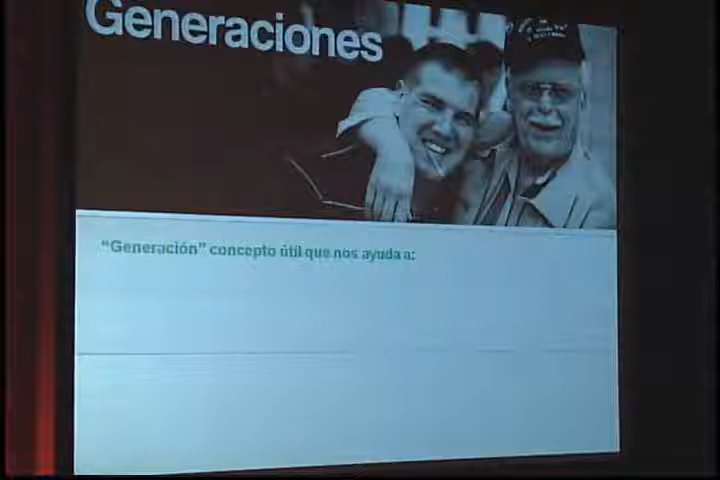 Generaciones
“Generación” concepto útil que nos ayuda a: